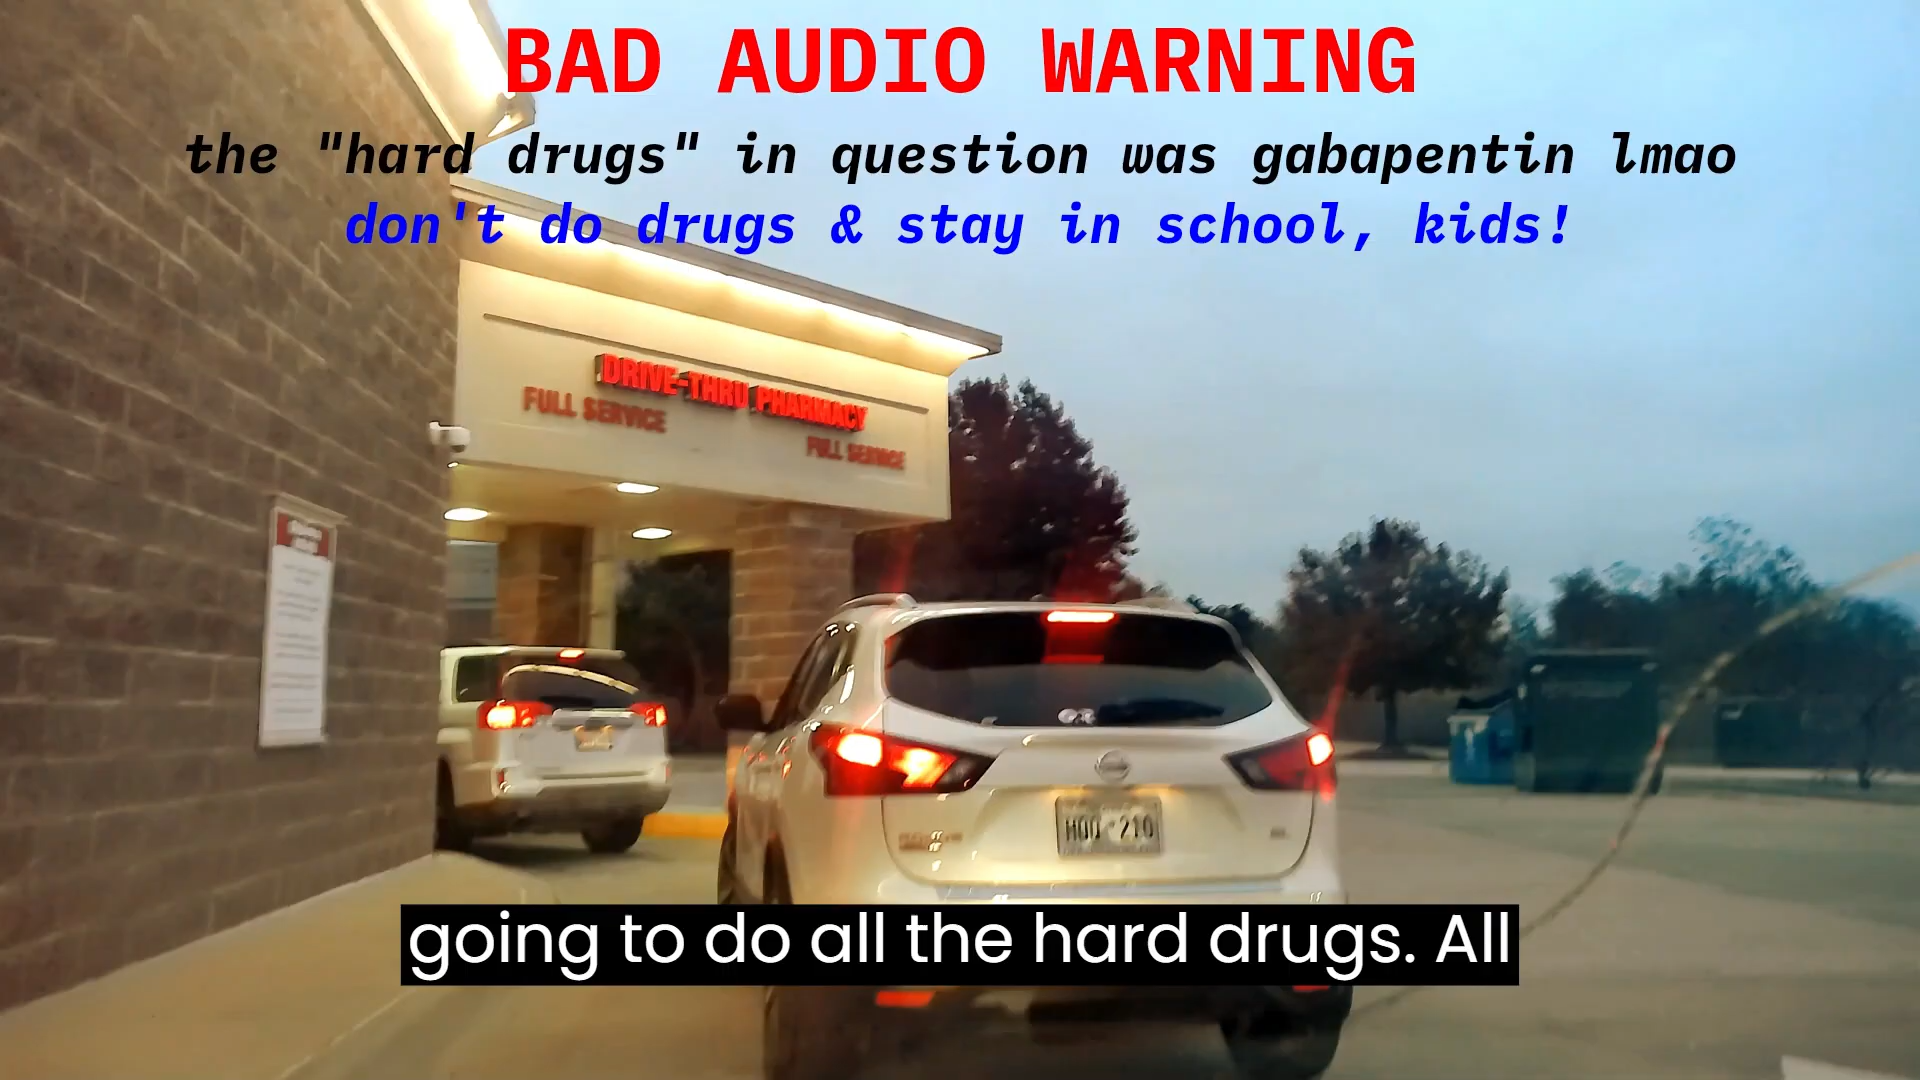 BAD AUDIO WARNING
the "hard drugs" in question was gabapentin lmao
don't do drugs & stay in school, kids!
DRIVE-THRU PHARMACY
FULL SERVICE
FULL SERVICE
going to do all the hard drugs. All